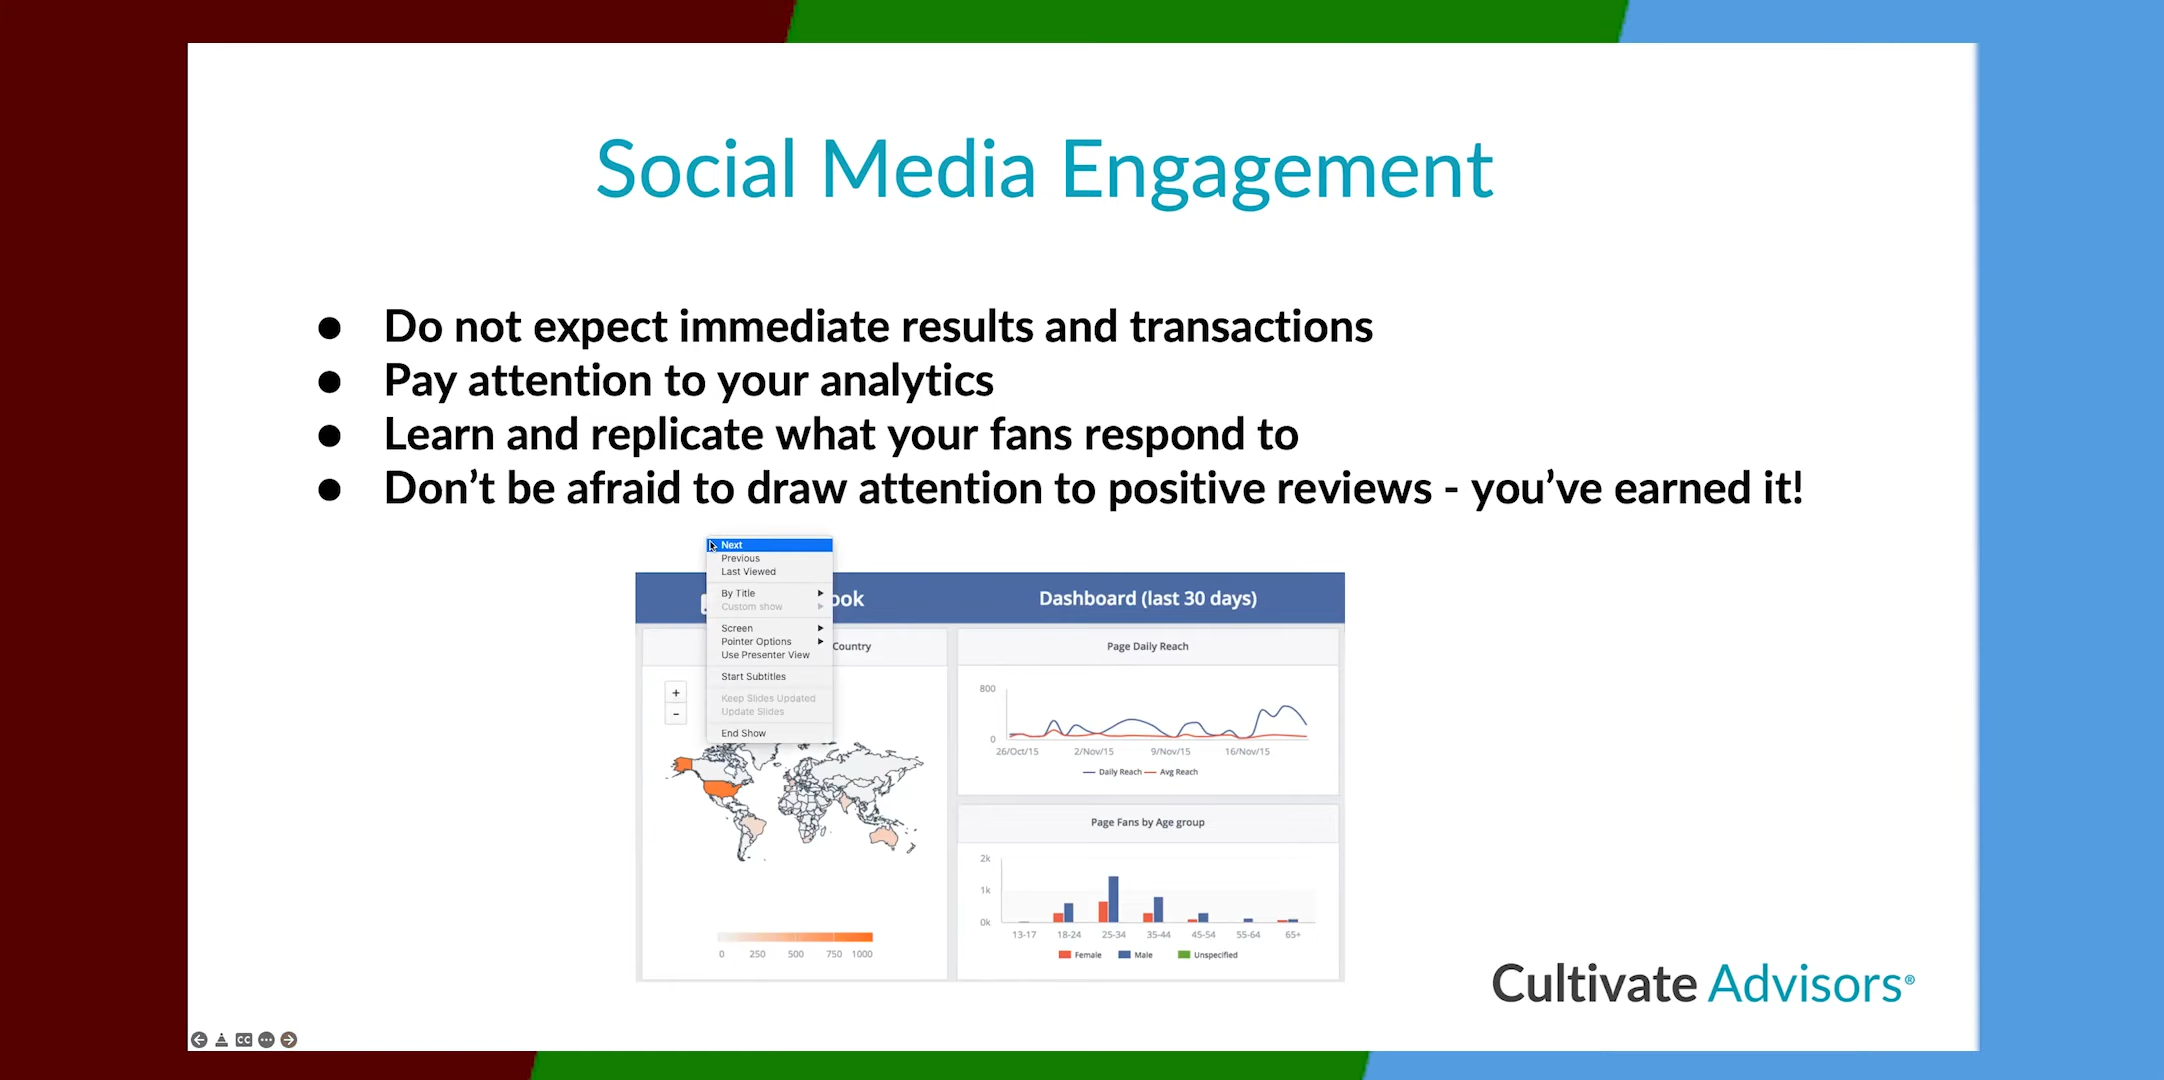 Social Media Engagement
● Do not expect immediate results and transactions
● Pay attention to your analytics
● Learn and replicate what your fans respond to
● Don’t be afraid to draw attention to positive reviews - you’ve earned it!
Next
Previous
Last Viewed
By Title
Custom show
Screen
Pointer Options
Use Presenter View
Start Subtitles
Keep Slides Updated
Update Slides
End Show
ook
Dashboard (last 30 days)
Country
+
-
0 250 500 750 1000
Page Daily Reach
800
0
26/Oct/15 2/Nov/15 9/Nov/15 16/Nov/15
Daily Reach Avg Reach
Page Fans by Age group
2k
1k
0k
13-17 18-24 25-34 35-44 45-54 55-64 65+
Female Male Unspecified
Cultivate Advisors®
CC